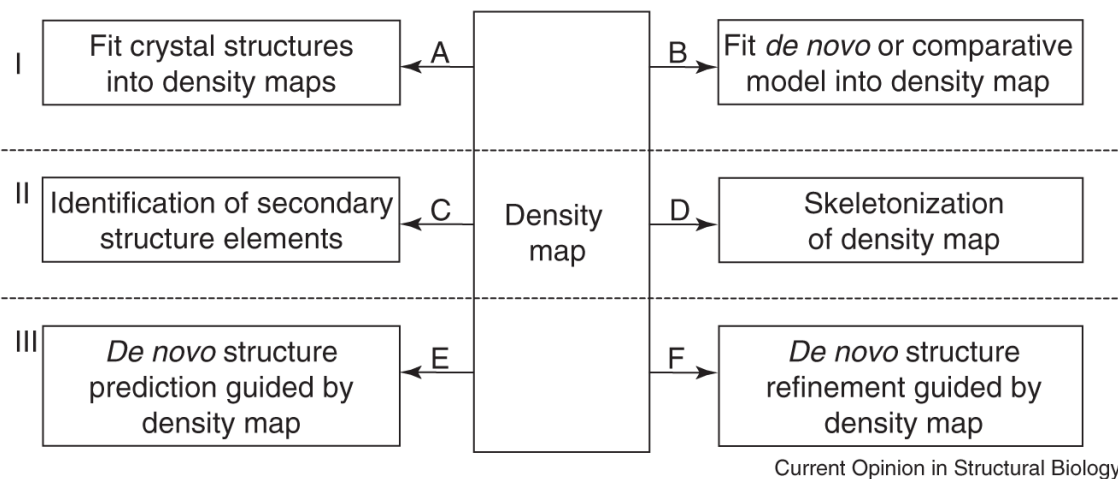 I
Fit crystal structures
into density maps
A
B
Fit de novo or comparative
model into density map
II
Identification of secondary
structure elements
C
Density
map
D
Skeletonization
of density map
III
De novo structure
prediction guided by
density map
E
F
De novo structure
refinement guided by
density map
Current Opinion in Structural Biology